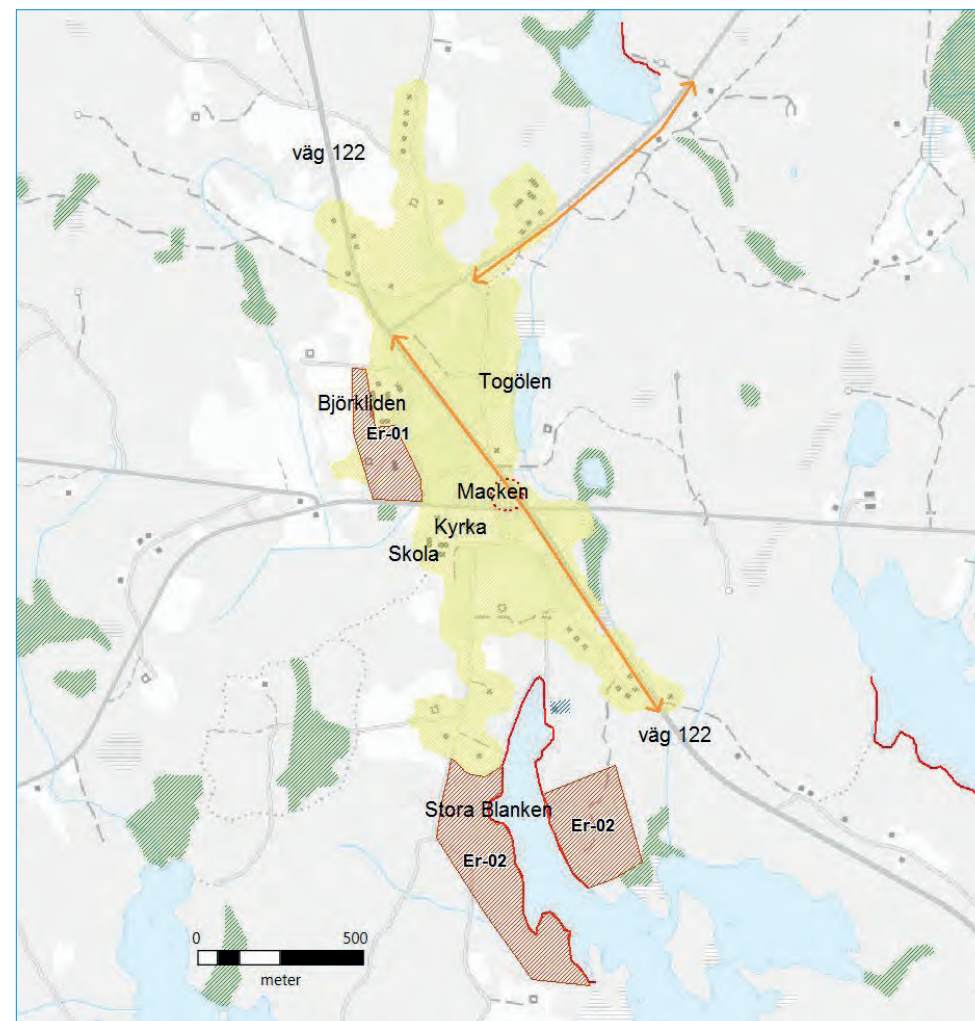 väg 122
Togölen
Björkliden
Er-01
Macken
Kyrka
Skola
väg 122
Stora Blanken
Er-02
Er-02
0 500
meter